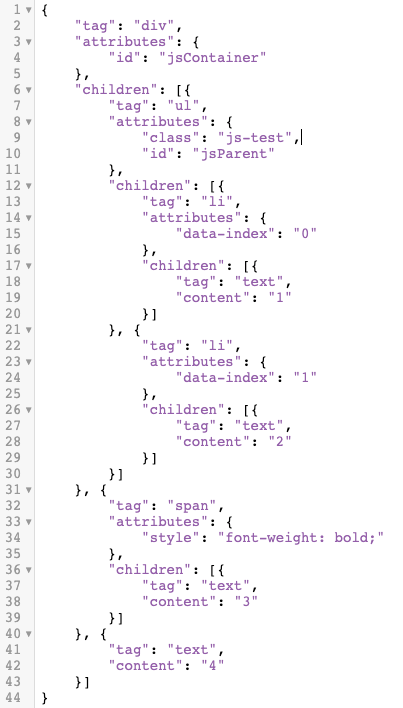 1 {
2     "tag": "div",
3     "attributes": {
4         "id": "jsContainer"
5     },
6     "children": [{
7         "tag": "ul",
8         "attributes": {
9             "class": "js-test",
10             "id": "jsParent"
11         },
12         "children": [{
13             "tag": "li",
14             "attributes": {
15                 "data-index": "0"
16             },
17             "children": [{
18                 "tag": "text",
19                 "content": "1"
20             }]
21         }, {
22             "tag": "li",
23             "attributes": {
24                 "data-index": "1"
25             },
26             "children": [{
27                 "tag": "text",
28                 "content": "2"
29             }]
30         }]
31     }, {
32         "tag": "span",
33         "attributes": {
34             "style": "font-weight: bold;"
35         },
36         "children": [{
37             "tag": "text",
38             "content": "3"
39         }]
40     }, {
41         "tag": "text",
42         "content": "4"
43     }]
44 }